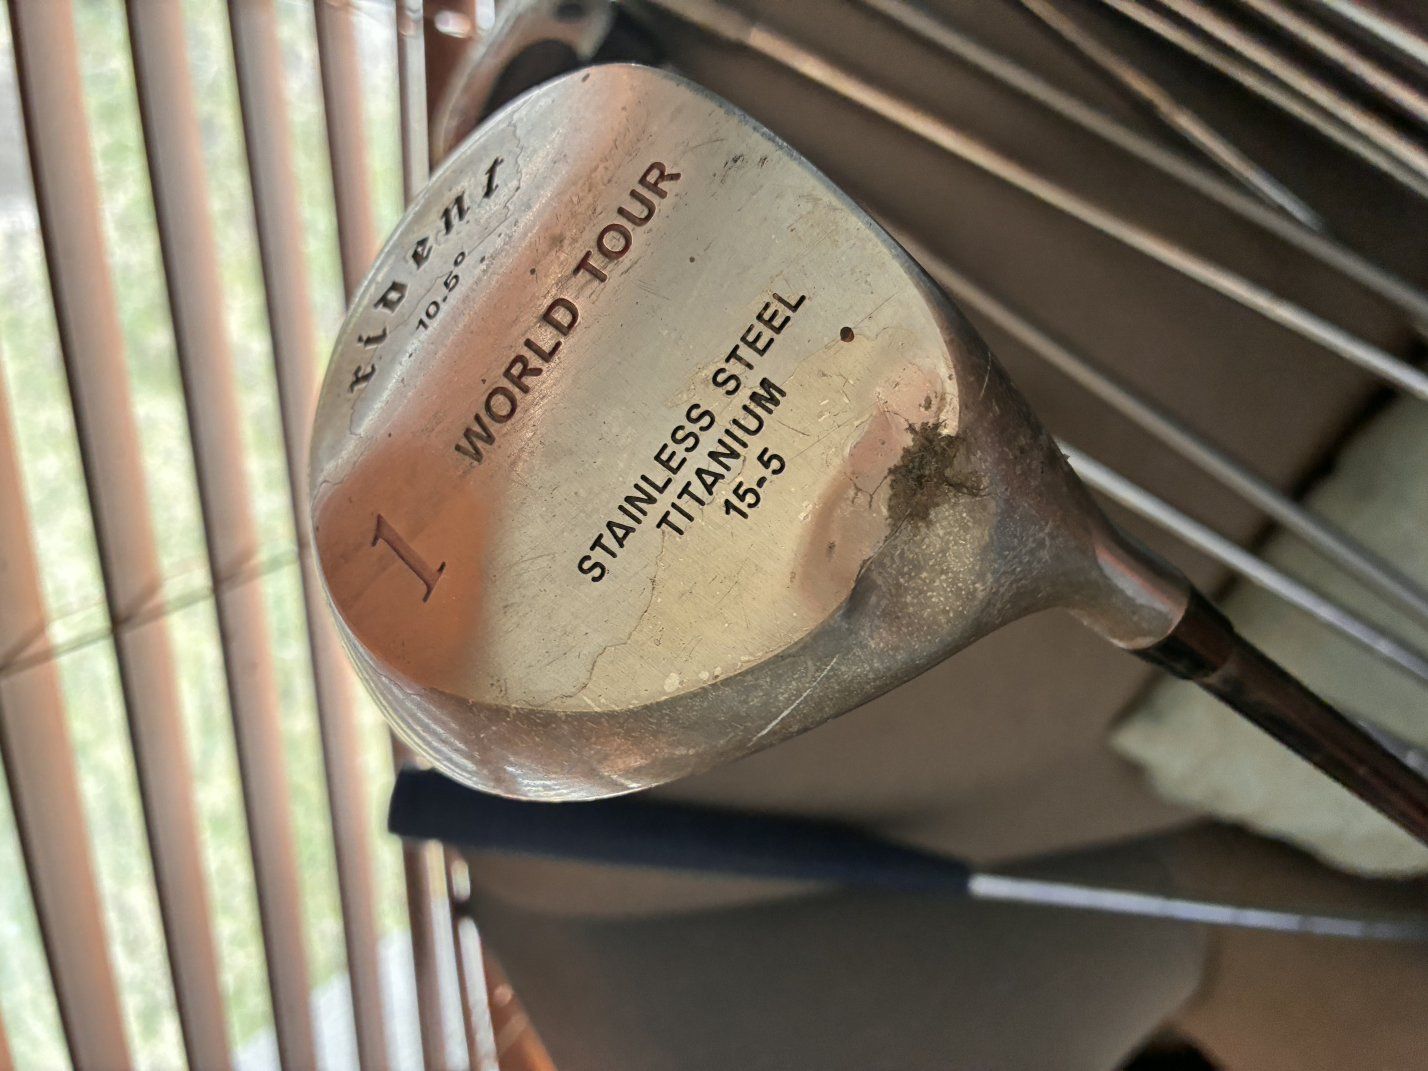 10.5°
WORLD TOUR
1
STAINLESS STEEL
TITANIUM
15-5